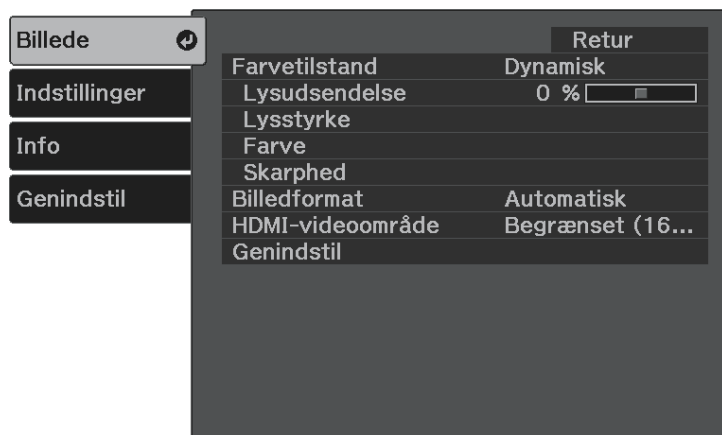 Billede
Indstillinger
Info
Genindstil
Retur
Farvetilstand Dynamisk
Lysudsendelse 0 %
Lysstyrke
Farve
Skarphed
Billedformat Automatisk
HDMI-videoområde Begrænset (16...
Genindstil